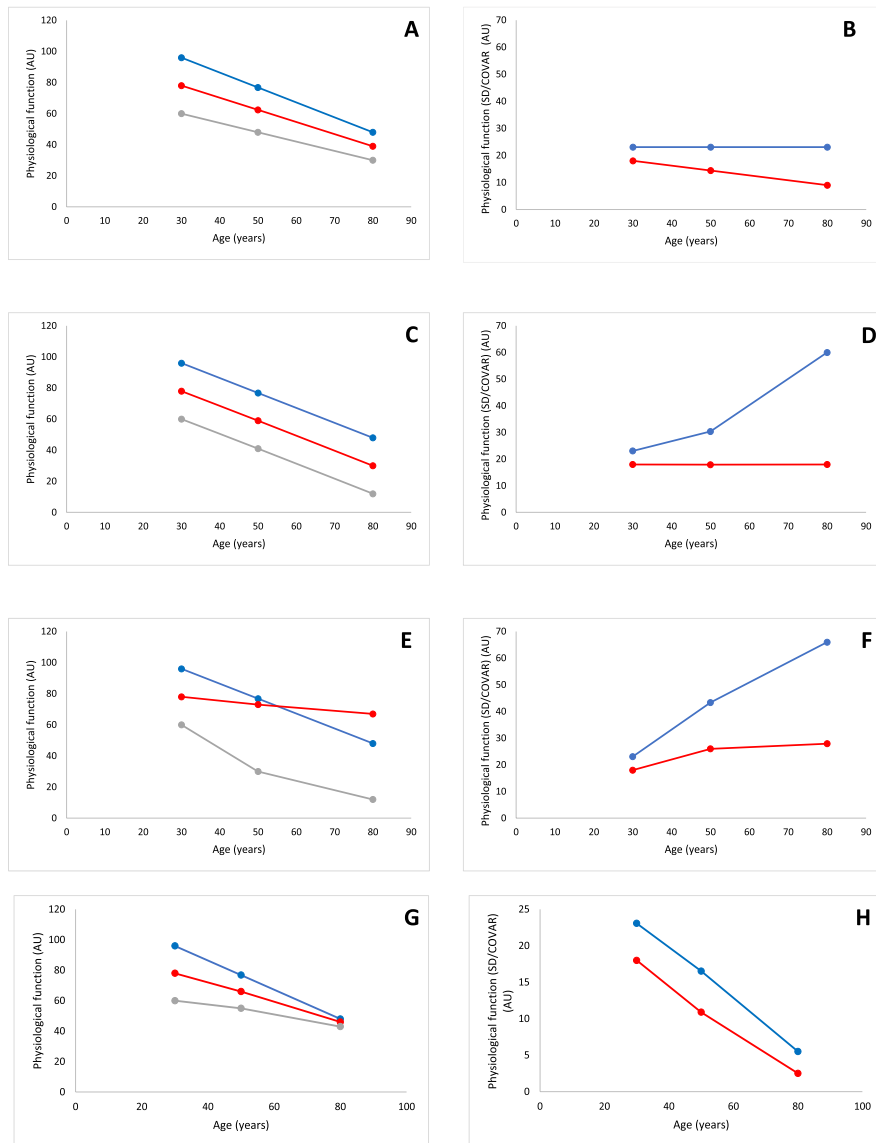 A
Physiological function (AU)
120
100
80
60
40
20
0
0 10 20 30 40 50 60 70 80 90
Age (years)
B
Physiological function (SD/COVAR (AU)
70
60
50
40
30
20
10
0
0 10 20 30 40 50 60 70 80 90
Age (years)
C
Physiological function (AU)
120
100
80
60
40
20
0
0 10 20 30 40 50 60 70 80 90
Age (years)
D
Physiological function (SD/COVAR) (AU)
70
60
50
40
30
20
10
0
0 10 20 30 40 50 60 70 80 90
Age (years)
E
Physiological function (AU)
120
100
80
60
40
20
0
0 10 20 30 40 50 60 70 80 90
Age (years)
F
Physiological function (SD/COVAR) (AU)
70
60
50
40
30
20
10
0
0 10 20 30 40 50 60 70 80 90
Age (years)
G
Physiological function (AU)
120
100
80
60
40
20
0
0 20 40 60 80 100
Age (years)
H
Physiological function (SD/COVAR)
(AU)
25
20
15
10
5
0
0 20 40 60 80 100
Age (years)